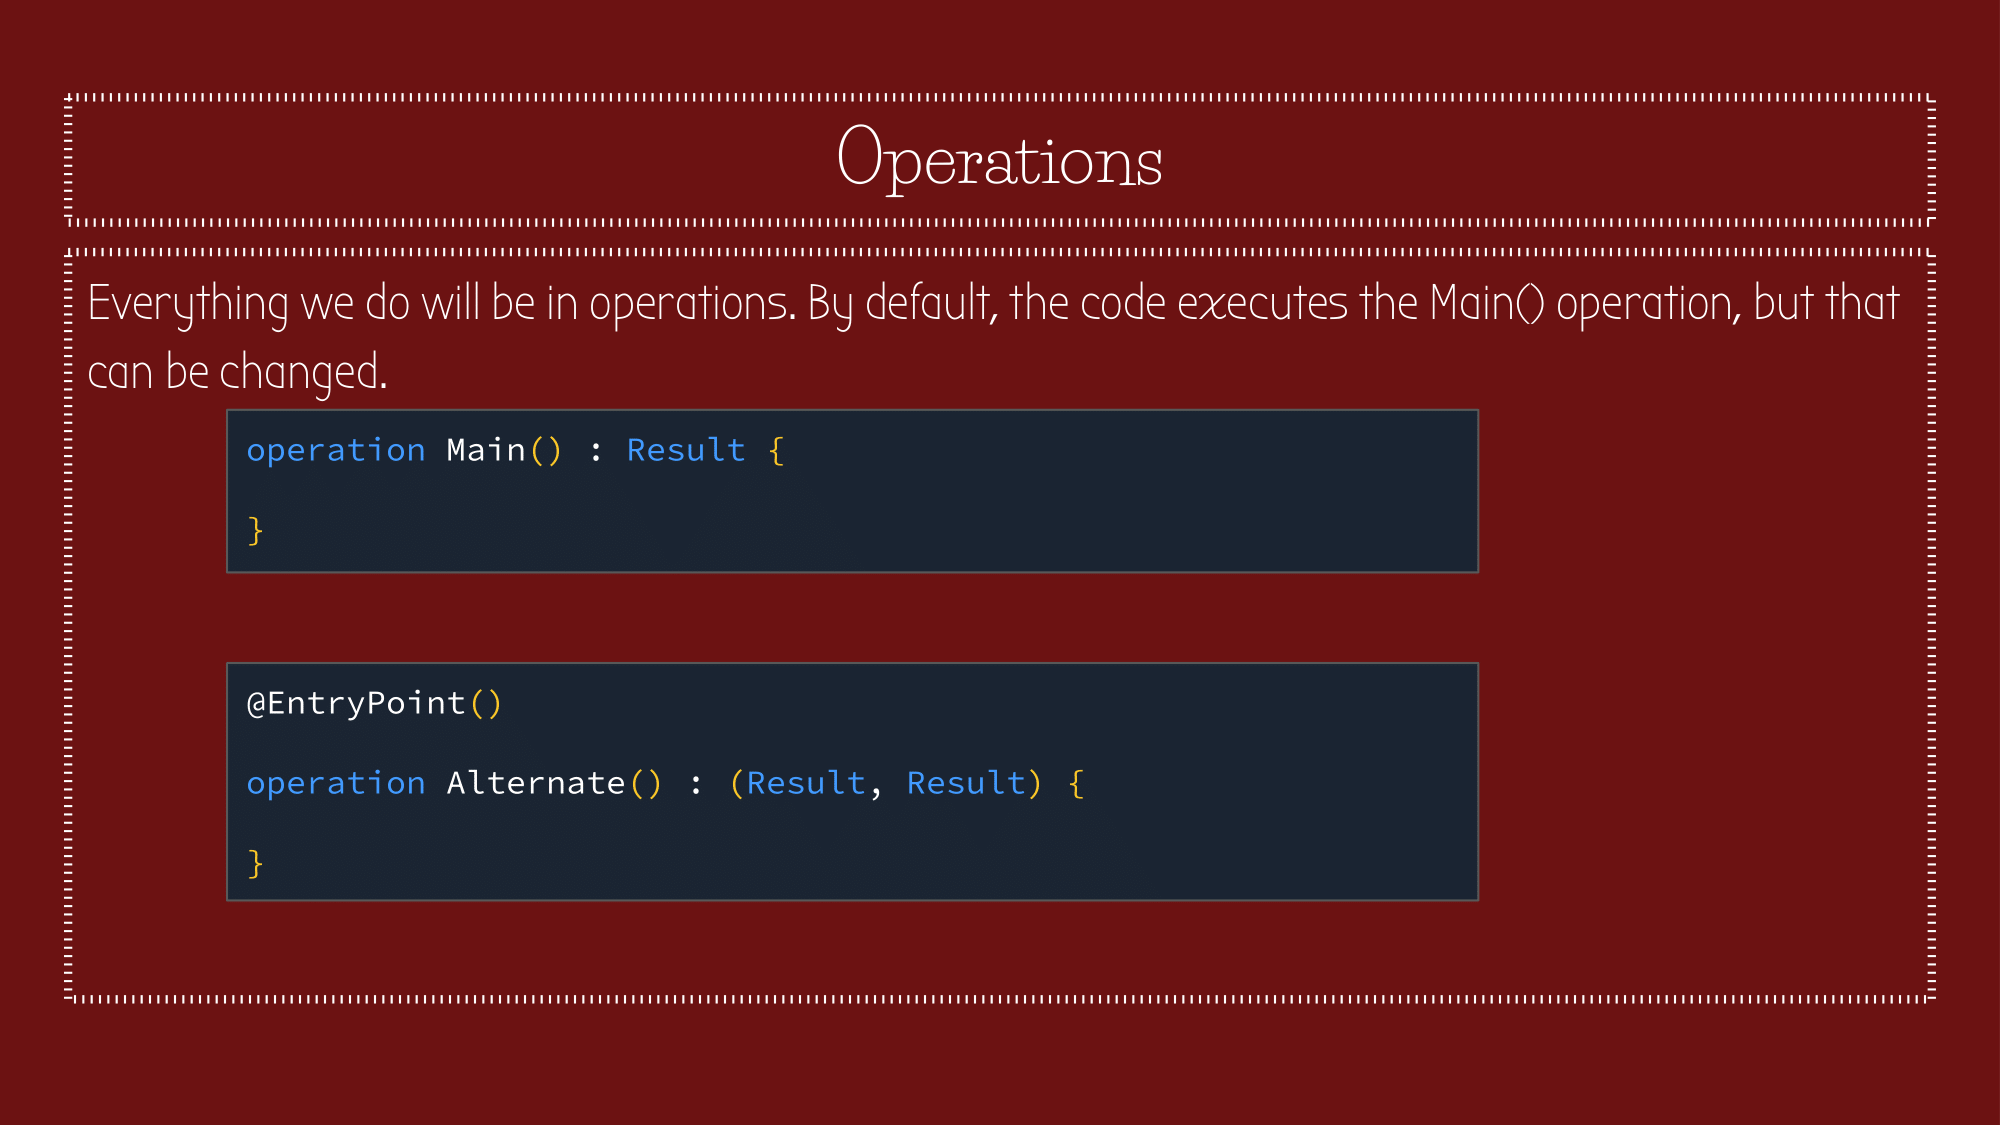 Operations
Everything we do will be in operations. By default, the code executes the Main() operation, but that
can be changed.
operation Main() : Result {
}
@EntryPoint()
operation Alternate() : (Result, Result) {
}